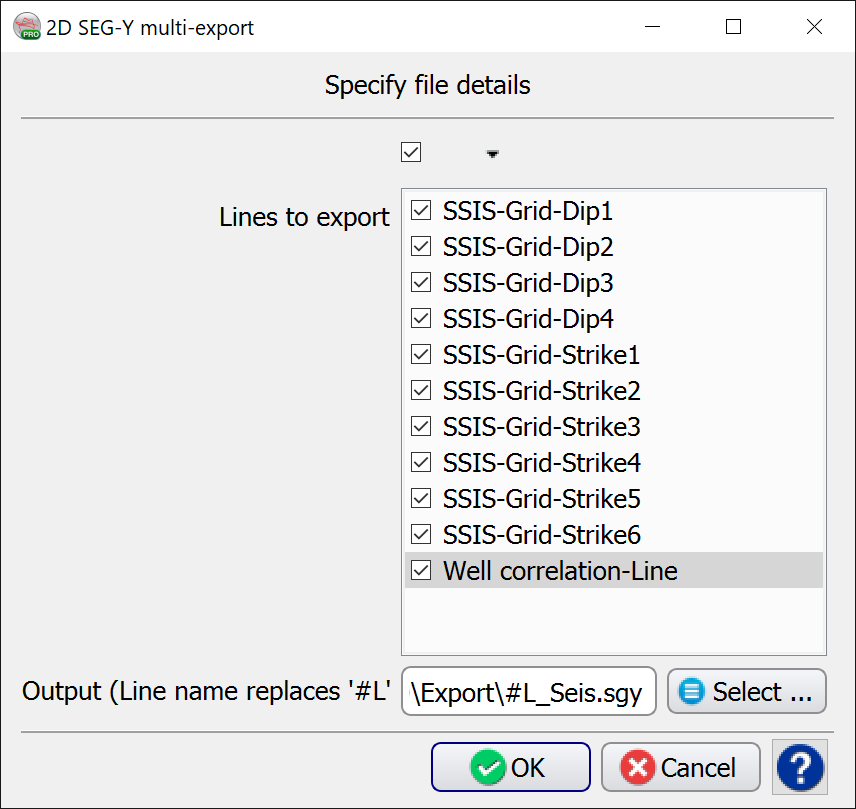 2D SEG-Y multi-export
Specify file details
Lines to export
SSIS-Grid-Dip1
SSIS-Grid-Dip2
SSIS-Grid-Dip3
SSIS-Grid-Dip4
SSIS-Grid-Strike1
SSIS-Grid-Strike2
SSIS-Grid-Strike3
SSIS-Grid-Strike4
SSIS-Grid-Strike5
SSIS-Grid-Strike6
Well correlation-Line
Output (Line name replaces '#L' \Export\#L_Seis.sgy Select ...
OK Cancel ?
PRO